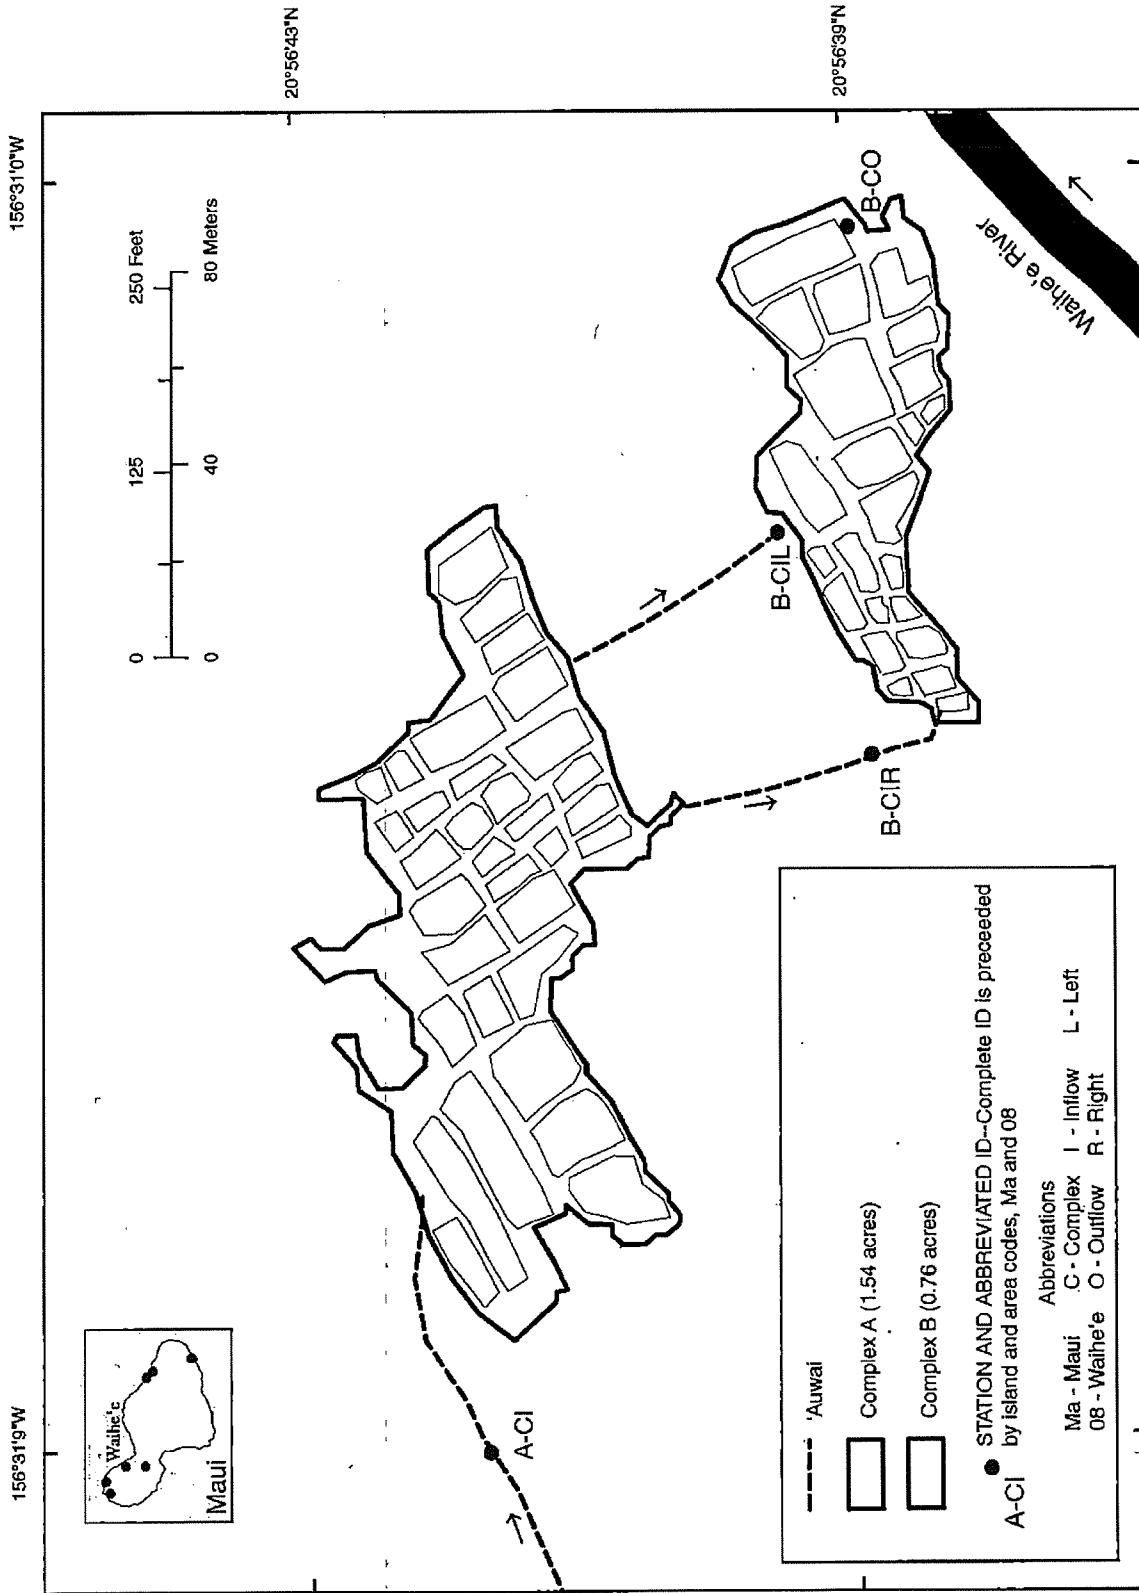 156°31'9"W
156°31'0"W
20°56'43"N
20°56'39"N
Waihe'e
Maui
0 125 250 Feet
0 40 80 Meters
A-CI
B-CIR
B-CIL
B-CO
Waihe'e River
'Auwai
Complex A (1.54 acres)
Complex B (0.76 acres)
A-CI STATION AND ABBREVIATED ID--Complete ID is preceeded
by island and area codes, Ma and 08
Abbreviations
Ma - Maui C - Complex I - Inflow L - Left
08 - Waihe'e O - Outflow R - Right